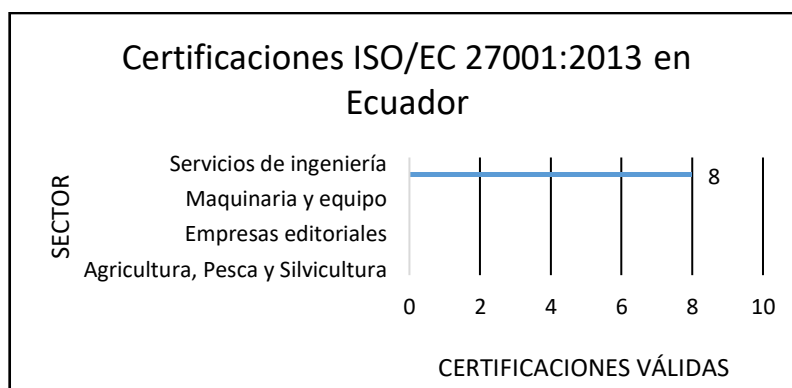 Certificaciones ISO/EC 27001:2013 en
Ecuador
SECTOR
Servicios de ingeniería
8
Maquinaria y equipo
Empresas editoriales
Agricultura, Pesca y Silvicultura
0 2 4 6 8 10
CERTIFICACIONES VÁLIDAS